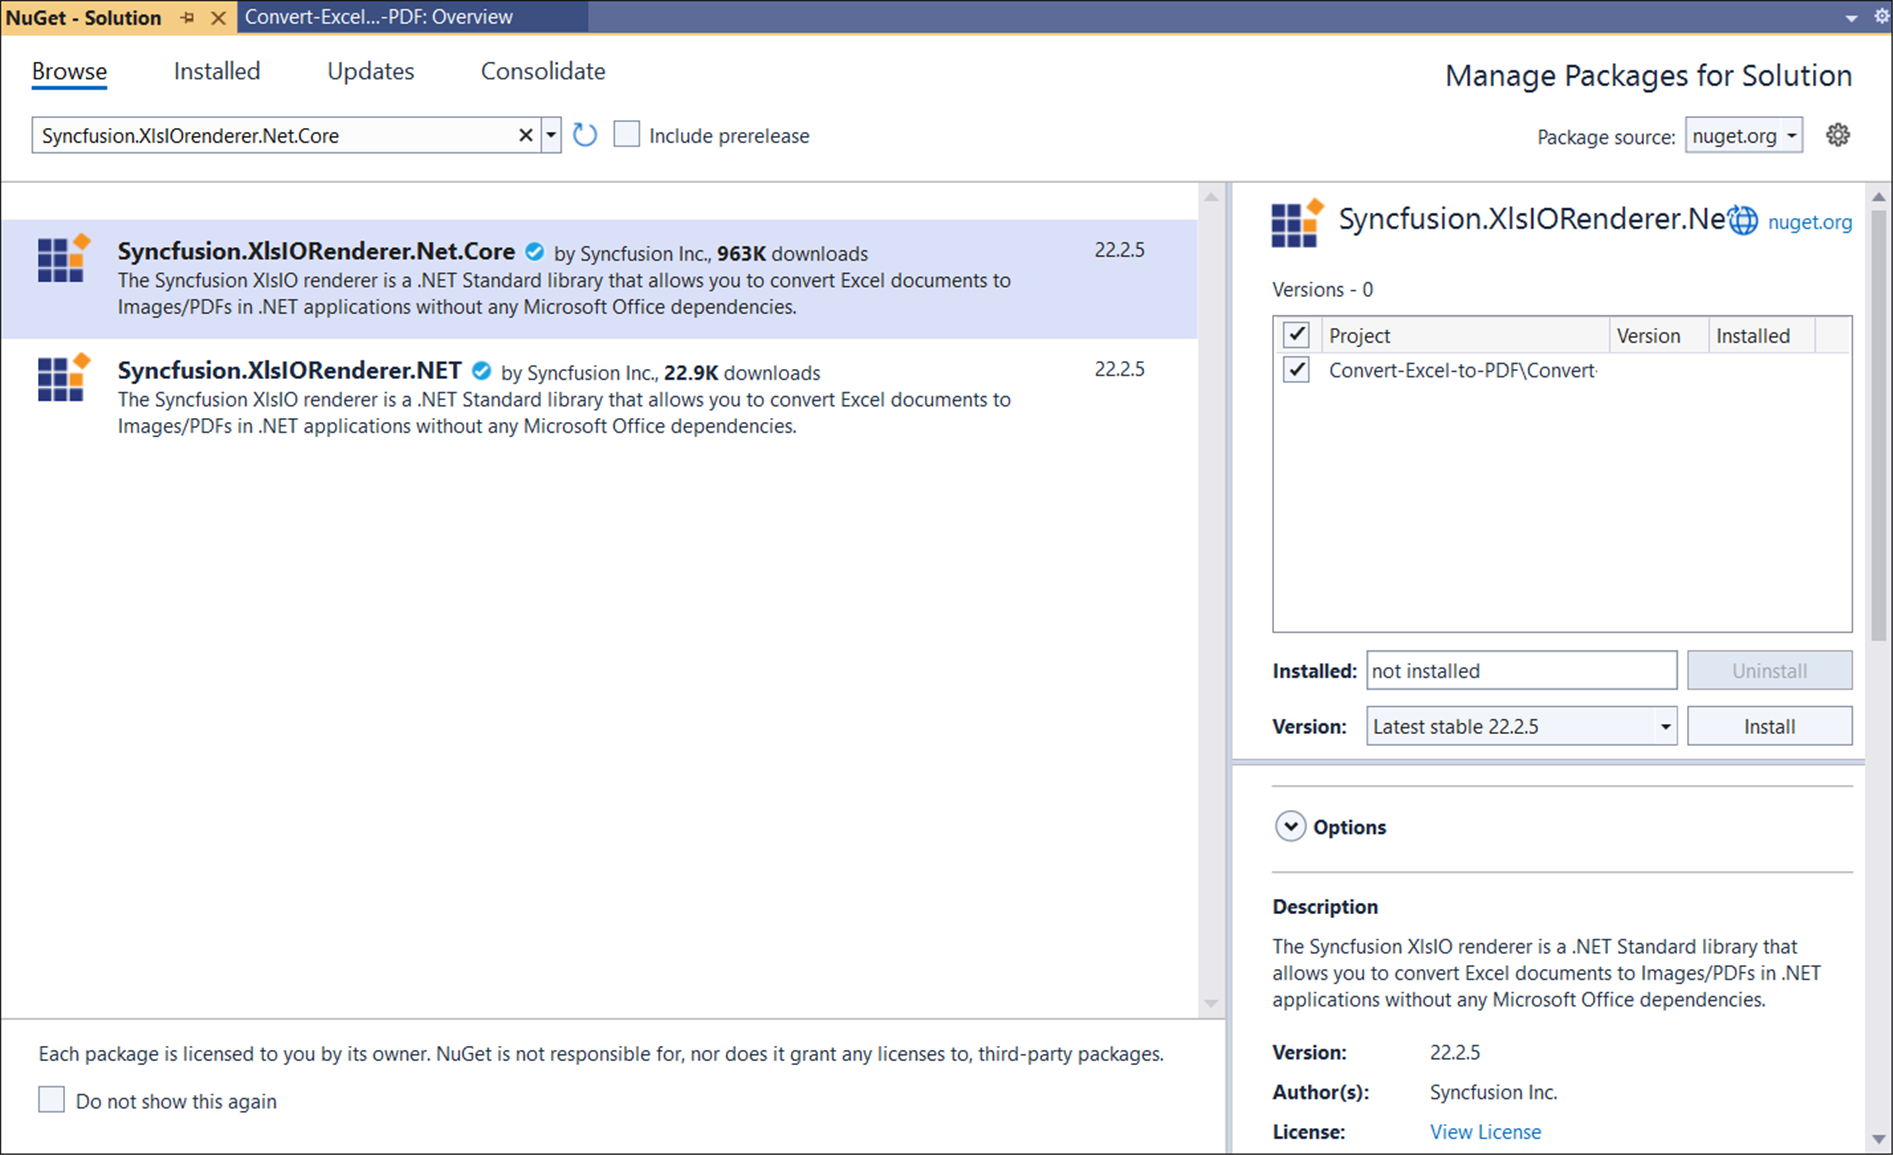 NuGet - Solution
Convert-Excel...-PDF: Overview
Browse
Installed
Updates
Consolidate
Manage Packages for Solution
Syncfusion.XlsIOrenderer.Net.Core
Include prerelease
Package source:
nuget.org
Syncfusion.XlsIORenderer.Net.Core by Syncfusion Inc., 963K downloads
22.2.5
The Syncfusion XlsIO renderer is a .NET Standard library that allows you to convert Excel documents to
Images/PDFs in .NET applications without any Microsoft Office dependencies.
Syncfusion.XlsIORenderer.NET by Syncfusion Inc., 22.9K downloads
22.2.5
The Syncfusion XlsIO renderer is a .NET Standard library that allows you to convert Excel documents to
Images/PDFs in .NET applications without any Microsoft Office dependencies.
Each package is licensed to you by its owner. NuGet is not responsible for, nor does it grant any licenses to, third-party packages.
Do not show this again
Syncfusion.XlsIORenderer.Ne
nuget.org
Versions - 0
Project
Version
Installed
Convert-Excel-to-PDF\Convert-
Installed:
not installed
Uninstall
Version:
Latest stable 22.2.5
Install
Options
Description
The Syncfusion XlsIO renderer is a .NET Standard library that
allows you to convert Excel documents to Images/PDFs in .NET
applications without any Microsoft Office dependencies.
Version:
22.2.5
Author(s):
Syncfusion Inc.
License:
View License